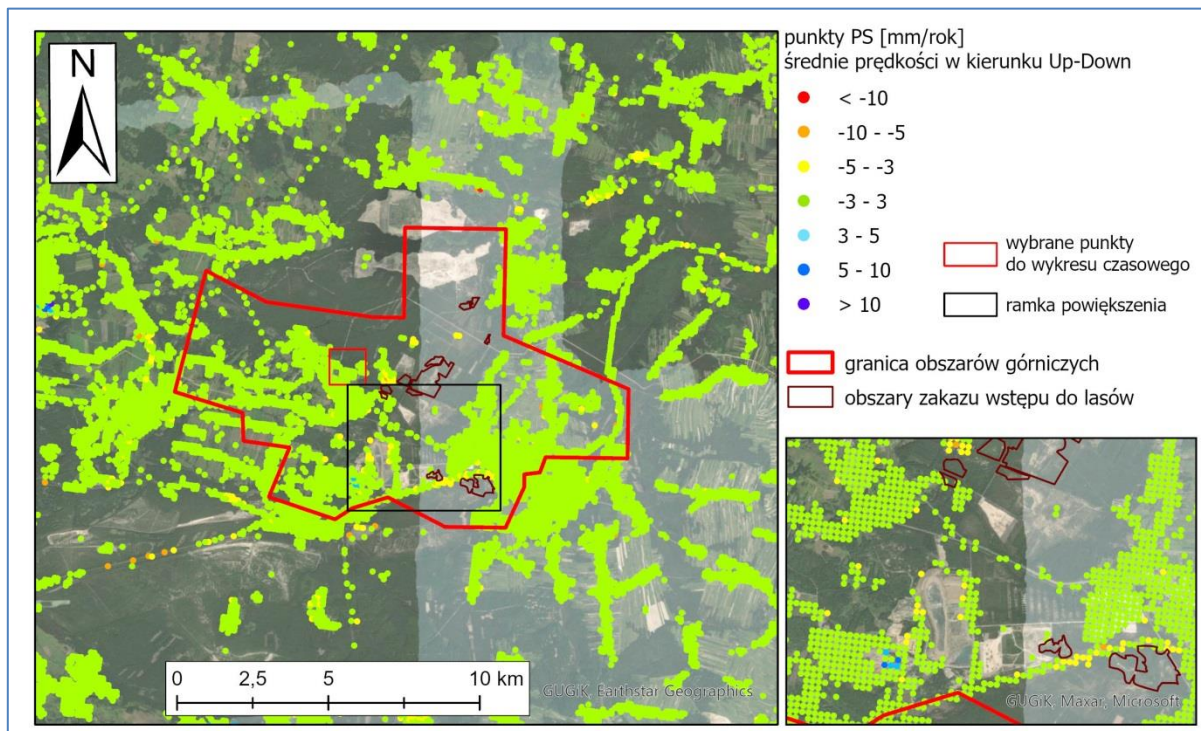 N
punkty PS [mm/rok]
średnie prędkości w kierunku Up-Down
< -10
-10 - -5
-5 - -3
-3 - 3
3 - 5
5 - 10
> 10
wybrane punkty
do wykresu czasowego
ramka powiększenia
granica obszarów górniczych
obszary zakazu wstępu do lasów
0 2,5 5 10 km
GUGiK, Earthstar Geographics
GUGiK, Maxar, Microsoft